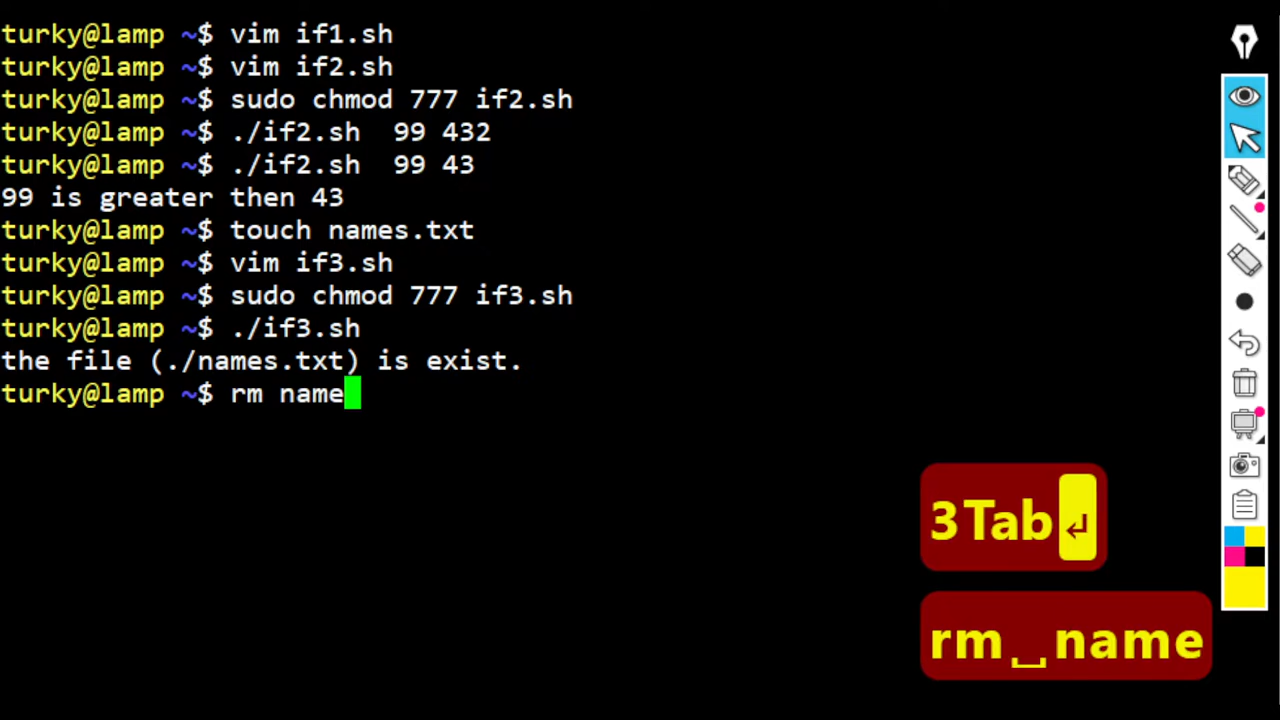 turky@lamp ~$ vim if1.sh
turky@lamp ~$ vim if2.sh
turky@lamp ~$ sudo chmod 777 if2.sh
turky@lamp ~$ ./if2.sh  99 432
turky@lamp ~$ ./if2.sh  99 43
99 is greater then 43
turky@lamp ~$ touch names.txt
turky@lamp ~$ vim if3.sh
turky@lamp ~$ sudo chmod 777 if3.sh
turky@lamp ~$ ./if3.sh
the file (./names.txt) is exist.
turky@lamp ~$ rm name
3Tab↵
rm␣name